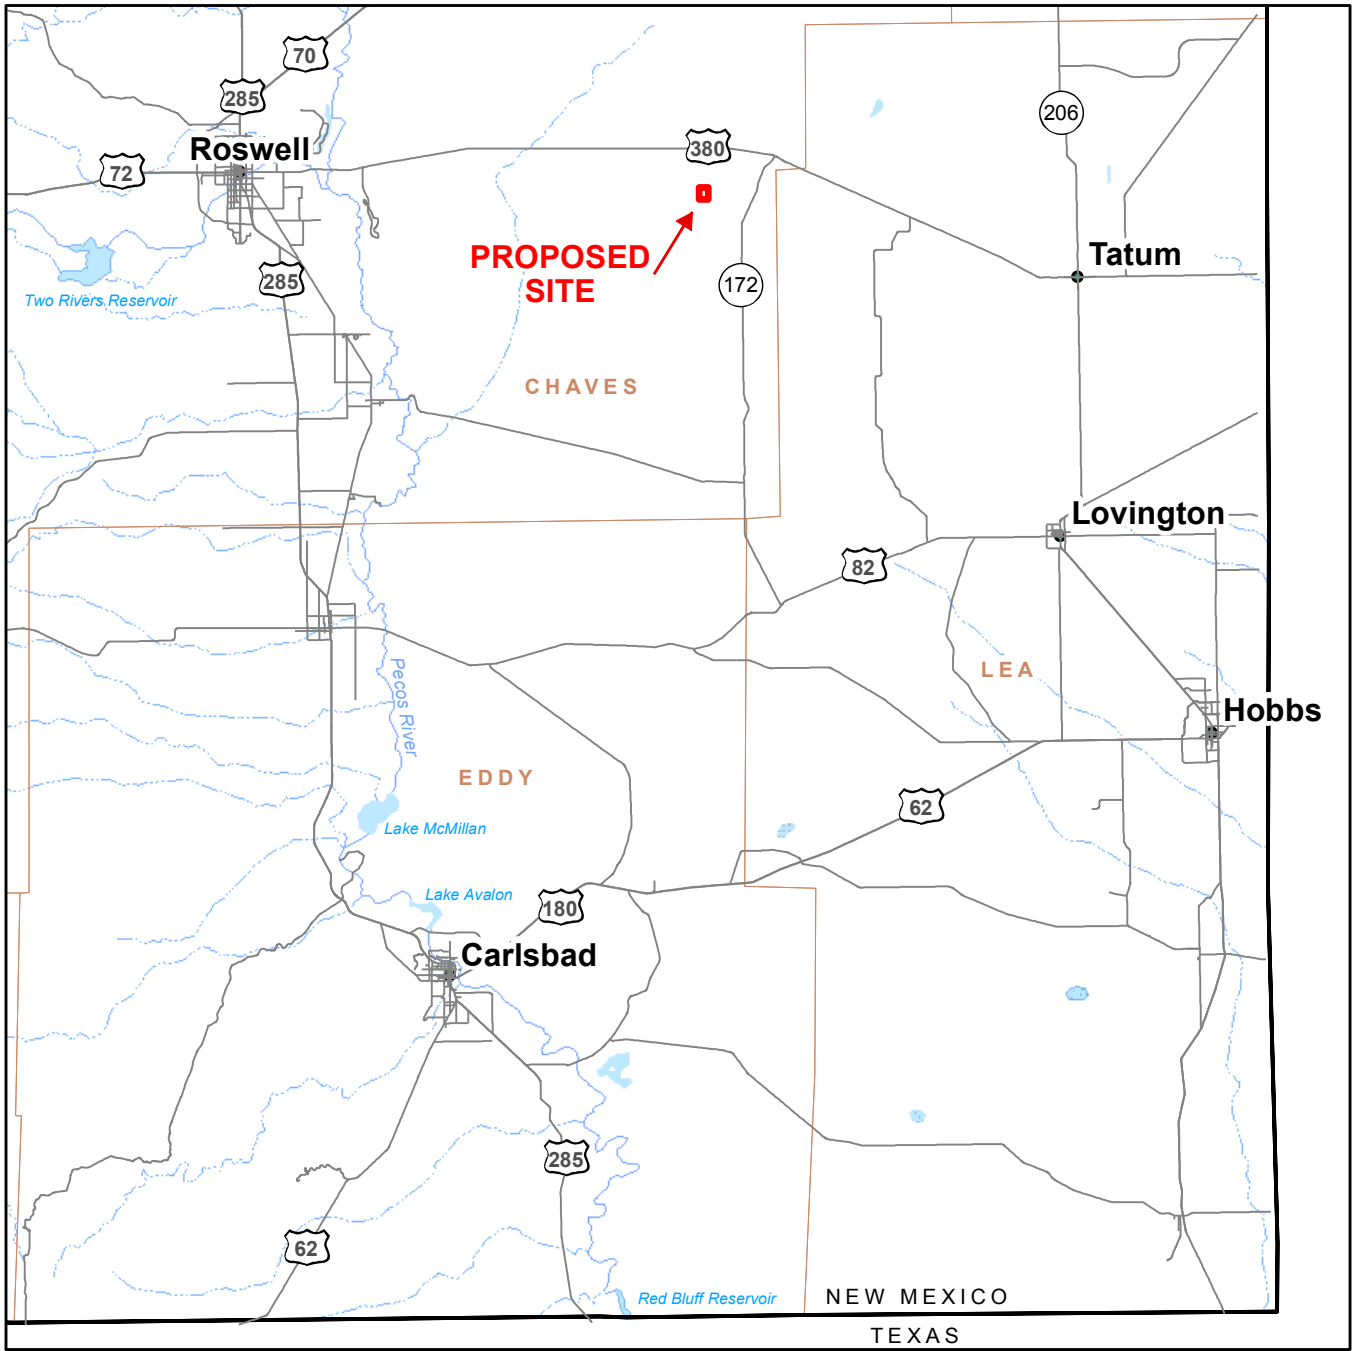 70
285
206
Roswell
380
72
Tatum
PROPOSED
SITE
285
172
Two Rivers Reservoir
CHAVES
Lovington
82
LEA
Pecos River
Hobbs
EDDY
62
Lake McMillan
Lake Avalon
180
Carlsbad
285
62
Red Bluff Reservoir
NEW MEXICO
TEXAS